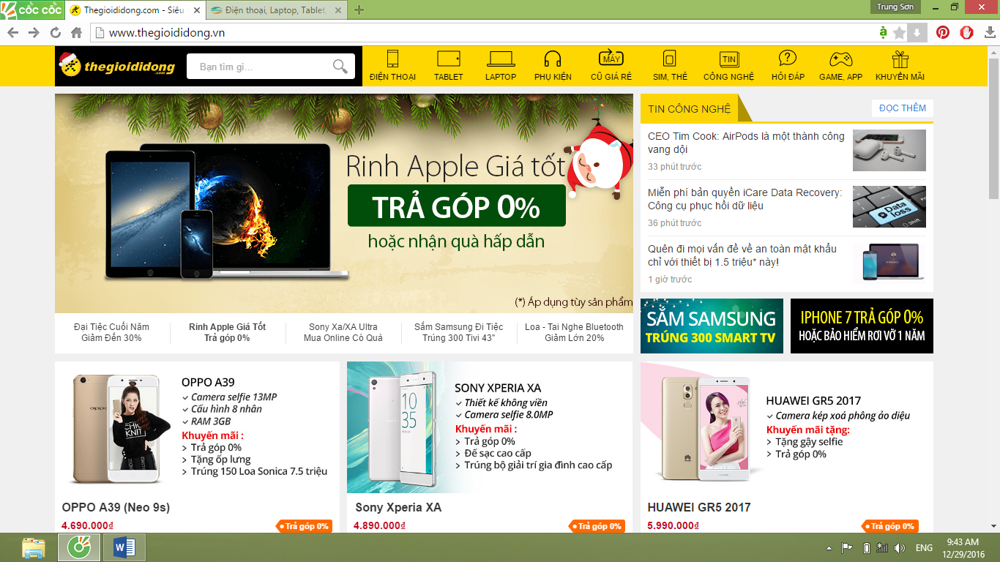 CỐC CỐC
Thegioididong.com - Siêu
Điện thoại, Laptop, Tablet,
Trung Sơn
www.thegioididong.vn
thegioididong
.com
Bạn tìm gì...
ĐIỆN THOẠI
TABLET
LAPTOP
PHỤ KIỆN
MÁY
CŨ GIÁ RẺ
SIM, THẺ
TIN
CÔNG NGHỆ
HỎI ĐÁP
GAME, APP
KHUYẾN MÃI
Rinh Apple Giá tốt
TRẢ GÓP 0%
hoặc nhận quà hấp dẫn
(*) Áp dụng tùy sản phẩm
Đại Tiệc Cuối Năm
Giảm Đến 30%
Rinh Apple Giá Tốt
Trả góp 0%
Sony Xa/XA Ultra
Mua Online Có Quà
Sắm Samsung Đi Tiệc
Trúng 300 Tivi 43"
Loa - Tai Nghe Bluetooth
Giảm Lớn 20%
TIN CÔNG NGHỆ
ĐỌC THÊM
CEO Tim Cook: AirPods là một thành công
vang dội
33 phút trước
Miễn phí bản quyền iCare Data Recovery:
Công cụ phục hồi dữ liệu
36 phút trước
Data
loss
Shift
Quên đi mọi vấn đề về an toàn mật khẩu
chỉ với thiết bị 1.5 triệu* này!
1 giờ trước
SẮM SAMSUNG
TRÚNG 300 SMART TV
IPHONE 7 TRẢ GÓP 0%
HOẶC BẢO HIỂM RƠI VỠ 1 NĂM
oppo
CHIC
KNIT
OPPO A39
Camera selfie 13MP
Cấu hình 8 nhân
RAM 3GB
Khuyến mãi :
> Trả góp 0%
> Tặng ốp lưng
> Trúng 150 Loa Sonica 7.5 triệu
OPPO A39 (Neo 9s)
4.690.000₫
Trả góp 0%
10
35
SONY XPERIA XA
Thiết kế không viền
Camera selfie 8.0MP
Khuyến mãi :
> Trả góp 0%
> Đế sạc cao cấp
> Trúng bộ giải trí gia đình cao cấp
Sony Xperia XA
4.890.000₫
Trả góp 0%
HUAWEI
HUAWEI GR5 2017
Camera kép xoá phông ảo diệu
Khuyến mãi tặng:
> Tặng gậy selfie
> Trả góp 0%
HUAWEI GR5 2017
5.990.000₫
Trả góp 0%
W
ENG
9:43 AM
12/29/2016